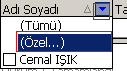 Adı Soyadı
(Tümü)
(Özel...)
Cemal IŞIK